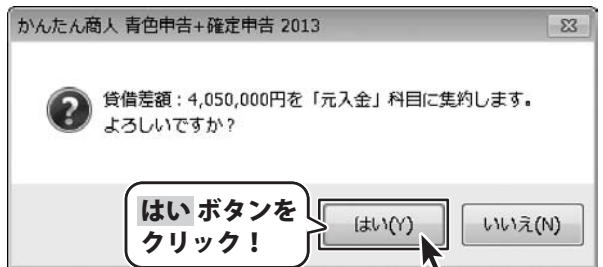 かんたん商人 青色申告+確定申告 2013
貸借差額：4,050,000円を「元入金」科目に集約します。
よろしいですか？
はい ボタンを
クリック！
はい(Y)
いいえ(N)